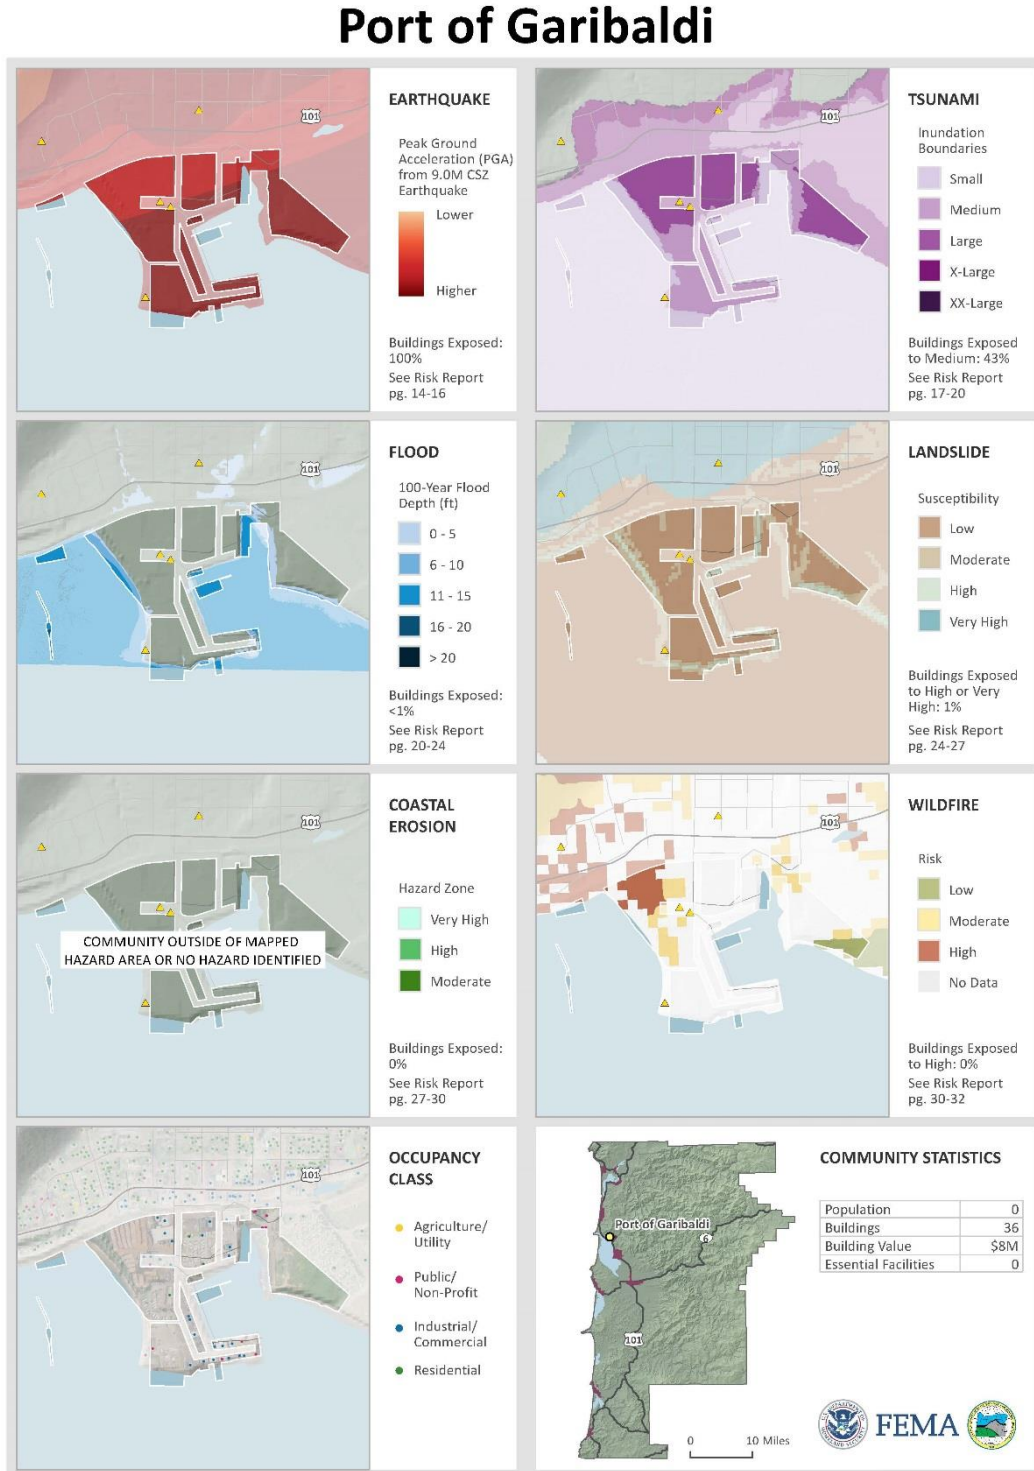 Port of Garibaldi
101
EARTHQUAKE
Peak Ground
Acceleration (PGA)
from 9.0M CSZ
Earthquake
Lower
Higher
Buildings Exposed:
100%
See Risk Report
pg. 14-16
101
TSUNAMI
Inundation
Boundaries
Small
Medium
Large
X-Large
XX-Large
Buildings Exposed
to Medium: 43%
See Risk Report
pg. 17-20
101
FLOOD
100-Year Flood
Depth (ft)
0 - 5
6 - 10
11 - 15
16 - 20
> 20
Buildings Exposed:
<1%
See Risk Report
pg. 20-24
101
LANDSLIDE
Susceptibility
Low
Moderate
High
Very High
Buildings Exposed
to High or Very
High: 1%
See Risk Report
pg. 24-27
101
COMMUNITY OUTSIDE OF MAPPED
HAZARD AREA OR NO HAZARD IDENTIFIED
COASTAL
EROSION
Hazard Zone
Very High
High
Moderate
Buildings Exposed:
0%
See Risk Report
pg. 27-30
101
WILDFIRE
Risk
Low
Moderate
High
No Data
Buildings Exposed
to High: 0%
See Risk Report
pg. 30-32
101
OCCUPANCY
CLASS
Agriculture/
Utility
Public/
Non-Profit
Industrial/
Commercial
Residential
Port of Garibaldi
6
101
0 10 Miles
COMMUNITY STATISTICS
Population 0
Buildings 36
Building Value $8M
Essential Facilities 0
FEMA